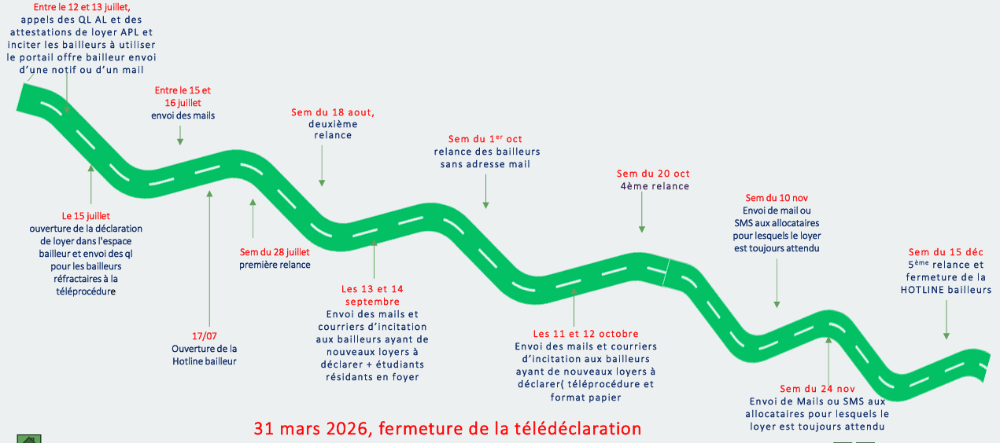 Entre le 12 et 13 juillet,
appels des QL AL et des
attestations de loyer APL et
inciter les bailleurs à utiliser
le portail offre bailleur envoi
d'une notif ou d'un mail
Entre le 15 et
16 juillet
envoi des mails
Sem du 18 aout,
deuxième
relance
Sem du 1er oct
relance des bailleurs
sans adresse mail
Sem du 20 oct
4ème relance
Sem du 10 nov
Envoi de mail ou
SMS aux allocataires
pour lesquels le loyer
est toujours attendu
Sem du 15 déc
5ème relance et
fermeture de la
HOTLINE bailleurs
Le 15 juillet
ouverture de la déclaration
de loyer dans l'espace
bailleur et envoi des ql
pour les bailleurs
réfractaires à la
téléprocédure
17/07
Ouverture de la
Hotline bailleur
Sem du 28 juillet
première relance
Les 13 et 14
septembre
Envoi des mails et
courriers d'incitation
aux bailleurs ayant de
nouveaux loyers à
déclarer + étudiants
résidants en foyer
Les 11 et 12 octobre
Envoi des mails et courriers
d'incitation aux bailleurs
ayant de nouveaux loyers à
déclarer( téléprocédure et
format papier
Sem du 24 nov
Envoi de Mails ou SMS aux
allocataires pour lesquels le
loyer est toujours attendu
31 mars 2026, fermeture de la télédéclaration